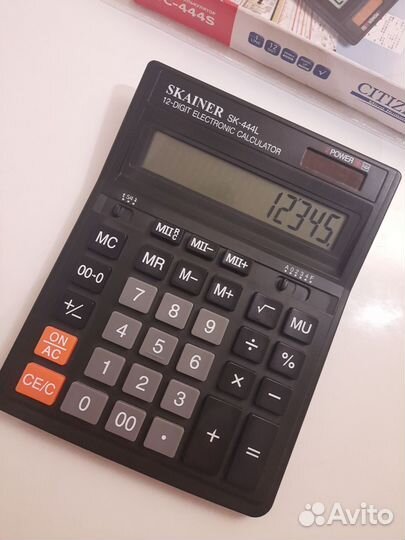 C-444S
CITIZ
SKAINER SK-444L
12-DIGIT ELECTRONIC CALCULATOR
POWER
12345.
MC MIIRC MII– MII+
00→0 MR M– M+ √ MU
+/− 7 8 9 ÷ %
ON/AC 4 5 6 × −
CE/C 1 2 3 + =
0 00 •
Avito